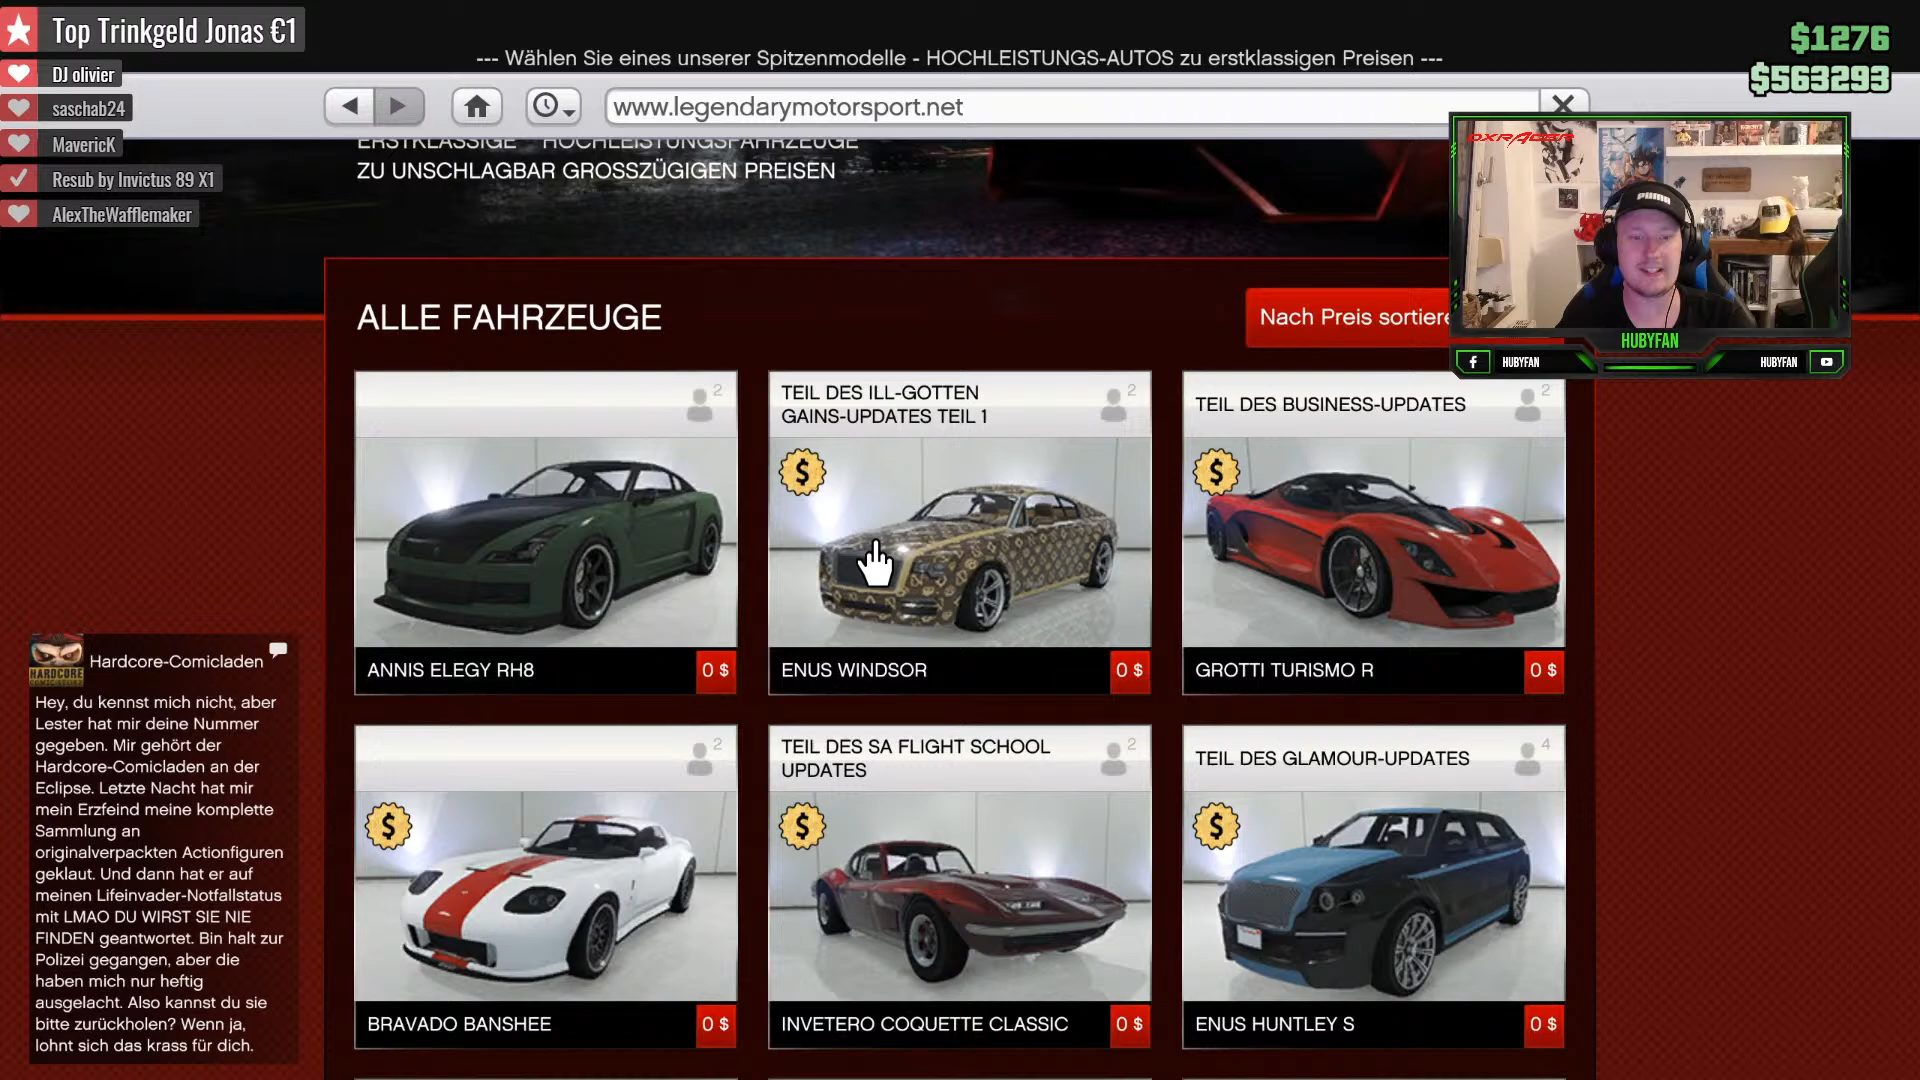 Top Trinkgeld Jonas €1
DJ olivier
saschab24
MavericK
Resub by Invictus 89 X1
AlexTheWafflemaker
--- Wählen Sie eines unserer Spitzenmodelle - HOCHLEISTUNGS-AUTOS zu erstklassigen Preisen ---
$1276
$563293
www.legendarymotorsport.net
ERSTKLASSIGE HOCHLEISTUNGSFAHRZEUGE
ZU UNSCHLAGBAR GROSSZÜGIGEN PREISEN
OXRACER
PUMA
HUBYFAN
HUBYFAN
HUBYFAN
ALLE FAHRZEUGE
Nach Preis sortiere
2
TEIL DES ILL-GOTTEN
GAINS-UPDATES TEIL 1
2
TEIL DES BUSINESS-UPDATES
2
$
$
ANNIS ELEGY RH8
0 $
ENUS WINDSOR
0 $
GROTTI TURISMO R
0 $
2
TEIL DES SA FLIGHT SCHOOL
UPDATES
2
TEIL DES GLAMOUR-UPDATES
4
$
$
$
BRAVADO BANSHEE
0 $
INVETERO COQUETTE CLASSIC
0 $
ENUS HUNTLEY S
0 $
HARDCORE
Hardcore-Comicladen
Hey, du kennst mich nicht, aber
Lester hat mir deine Nummer
gegeben. Mir gehört der
Hardcore-Comicladen an der
Eclipse. Letzte Nacht hat mir
mein Erzfeind meine komplette
Sammlung an
originalverpackten Actionfiguren
geklaut. Und dann hat er auf
meinen Lifeinvader-Notfallstatus
mit LMAO DU WIRST SIE NIE
FINDEN geantwortet. Bin halt zur
Polizei gegangen, aber die
haben mich nur heftig
ausgelacht. Also kannst du sie
bitte zurückholen? Wenn ja,
lohnt sich das krass für dich.